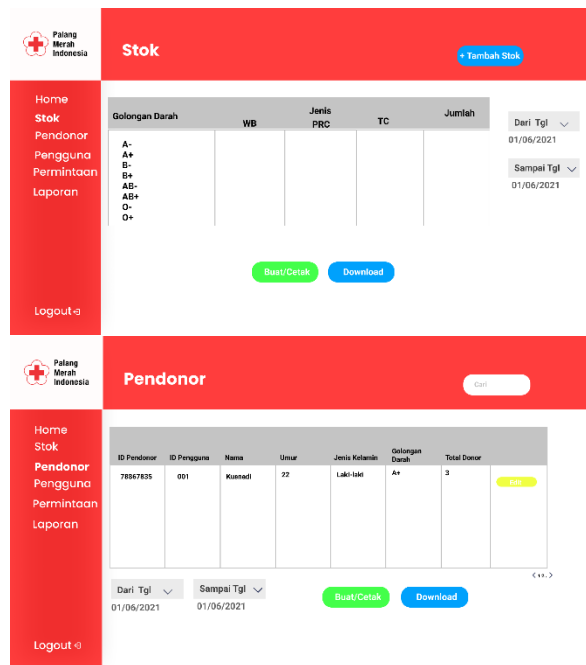 Palang
Merah
Indonesia
Stok
+ Tambah Stok
Home
Stok
Pendonor
Pengguna
Permintaan
Laporan
Logout
Golongan Darah
Jenis
Jumlah
WB
PRC
TC
A-
A+
B-
B+
AB-
AB+
O-
O+
Dari Tgl
01/06/2021
Sampai Tgl
01/06/2021
Buat/Cetak
Download
Palang
Merah
Indonesia
Pendonor
Cari
Home
Stok
Pendonor
Pengguna
Permintaan
Laporan
Logout
ID Pendonor ID Pengguna Nama Umur Jenis Kelamin Golongan Darah Total Donor
78867835 001 Kusnadi 22 Laki-laki A+ 3
Dari Tgl
01/06/2021
Sampai Tgl
01/06/2021
Buat/Cetak
Download